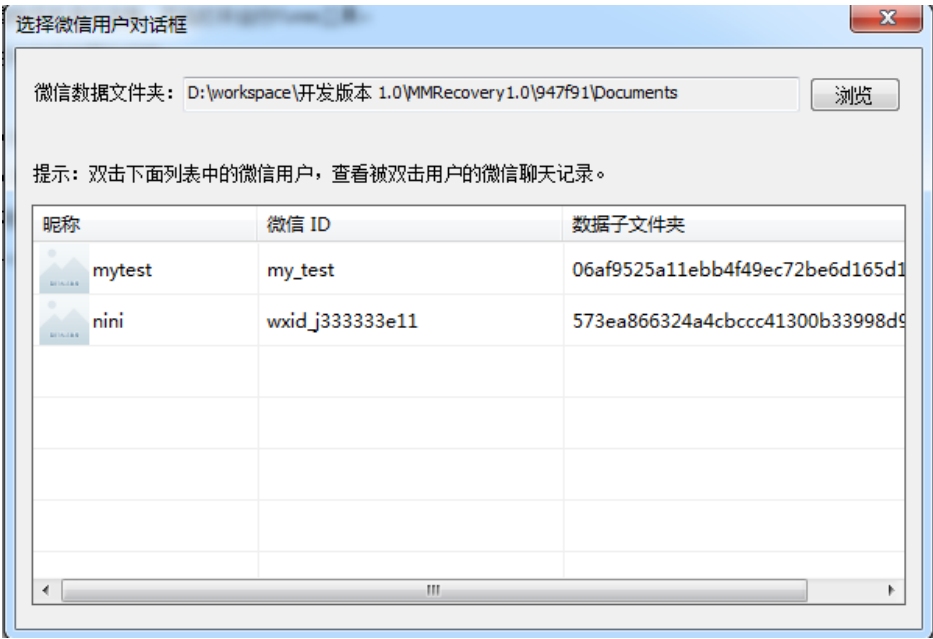 选择微信用户对话框
微信数据文件夹： D:\workspace\开发版本 1.0\MMRecovery1.0\947f91\Documents 浏览
提示：双击下面列表中的微信用户，查看被双击用户的微信聊天记录。
昵称 微信 ID 数据子文件夹
mytest my_test 06af9525a11ebb4f49ec72be6d165d1
nini wxid_j333333e11 573ea866324a4cbccc41300b33998d9